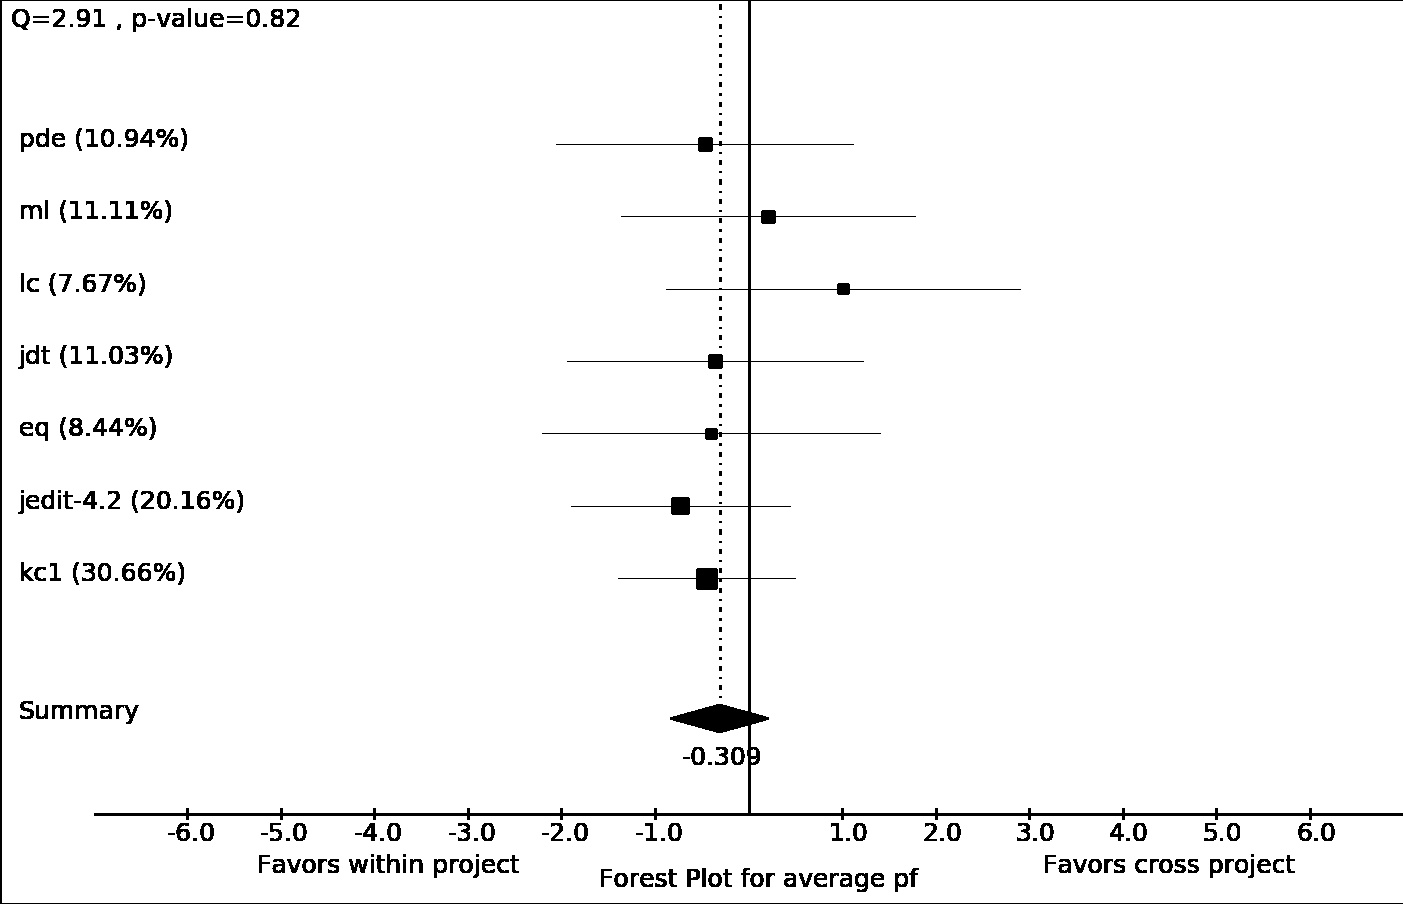 Q=2.91 , p-value=0.82
pde (10.94%)
ml (11.11%)
lc (7.67%)
jdt (11.03%)
eq (8.44%)
jedit-4.2 (20.16%)
kc1 (30.66%)
Summary
-0.309
-6.0 -5.0 -4.0 -3.0 -2.0 -1.0 1.0 2.0 3.0 4.0 5.0 6.0
Favors within project Favors cross project
Forest Plot for average pf